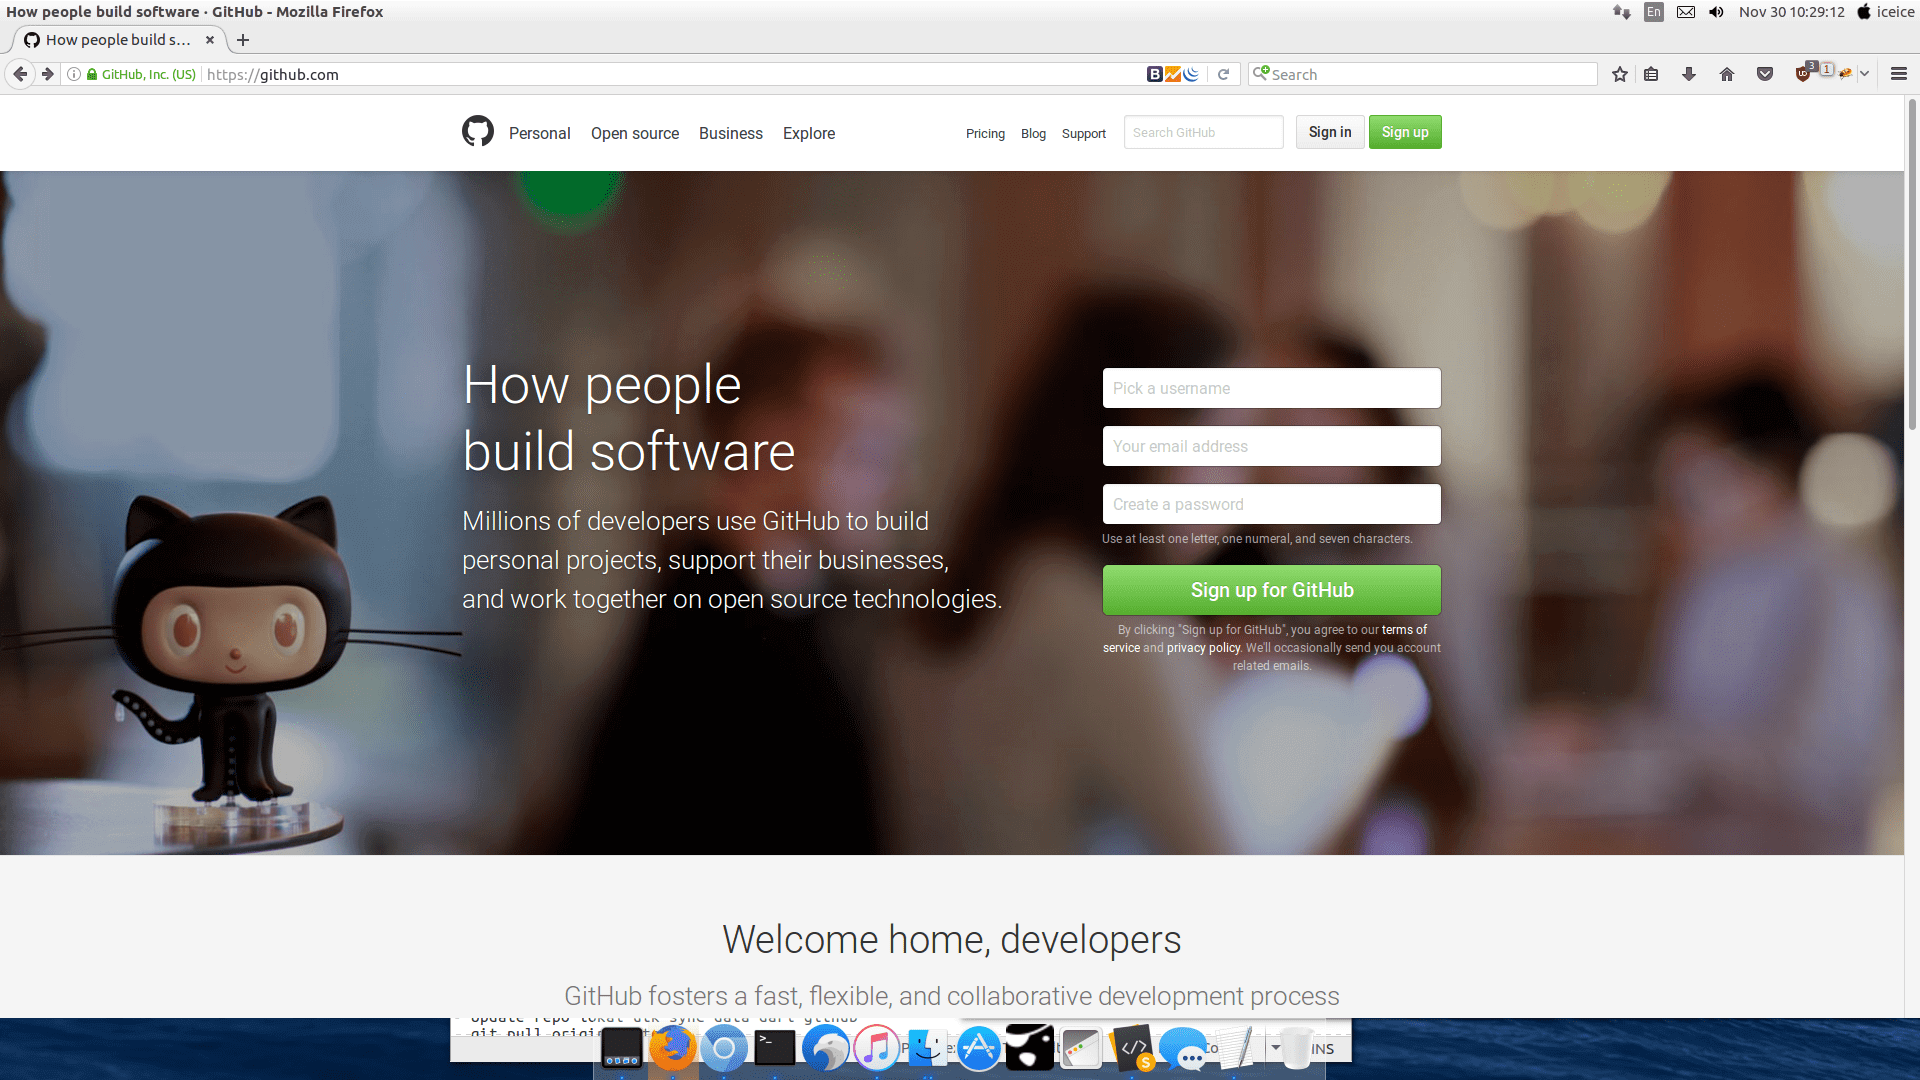 How people build software · GitHub - Mozilla Firefox
En
Nov 30 10:29:12
iceice
How people build s...
GitHub, Inc. (US)
https://github.com
Search
3
1
Personal
Open source
Business
Explore
Pricing
Blog
Support
Search GitHub
Sign in
Sign up
How people
build software
Millions of developers use GitHub to build
personal projects, support their businesses,
and work together on open source technologies.
Pick a username
Your email address
Create a password
Use at least one letter, one numeral, and seven characters.
Sign up for GitHub
By clicking "Sign up for GitHub", you agree to our terms of
service and privacy policy. We'll occasionally send you account
related emails.
Welcome home, developers
GitHub fosters a fast, flexible, and collaborative development process
git pull